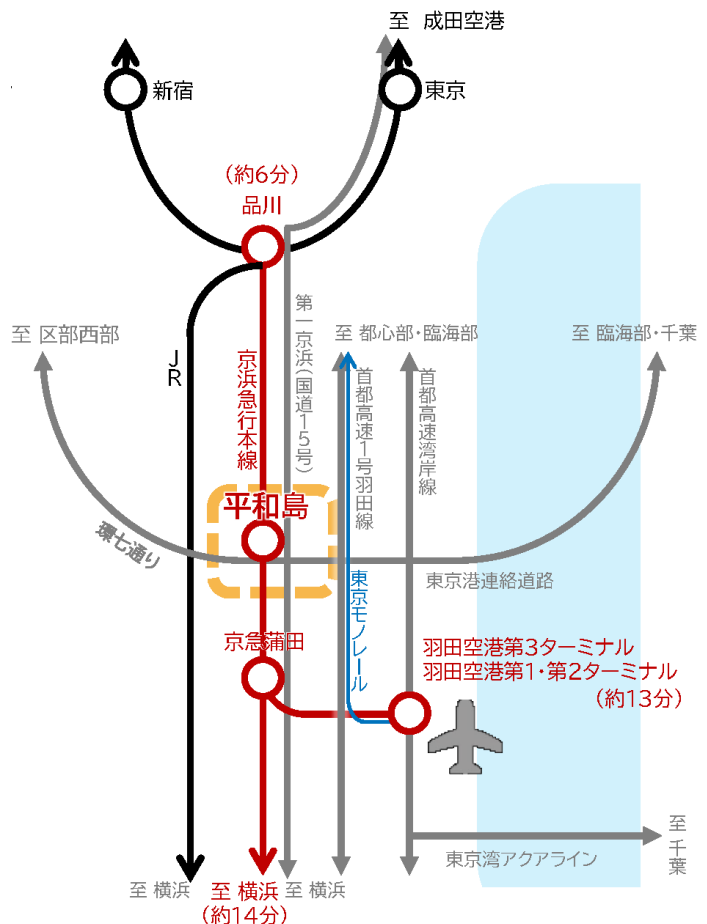 至 成田空港
新宿
東京
(約6分)
品川
至 区部西部
JR
京浜急行本線
第一京浜(国道15号)
至 都心部・臨海部
首都高速1号羽田線
首都高速湾岸線
至 臨海部・千葉
平和島
環七通り
東京港連絡道路
東京モノレール
京急蒲田
羽田空港第3ターミナル
羽田空港第1・第2ターミナル
(約13分)
至 千葉
東京湾アクアライン
至 横浜
至 横浜
(約14分)
至 横浜